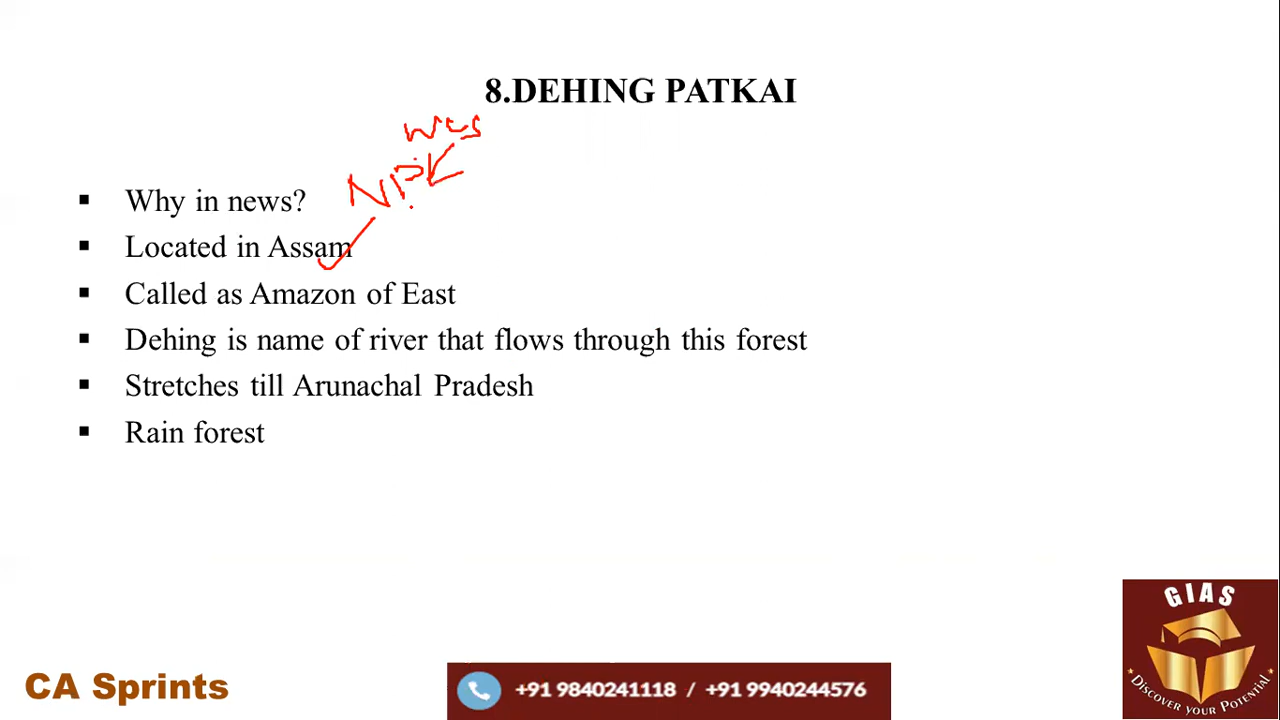 8.DEHING PATKAI
▪ Why in news?
▪ Located in Assam
▪ Called as Amazon of East
▪ Dehing is name of river that flows through this forest
▪ Stretches till Arunachal Pradesh
▪ Rain forest
GIAS
DISCOVER YOUR POTENTIAL
CA Sprints
+91 9840241118 / +91 9940244576